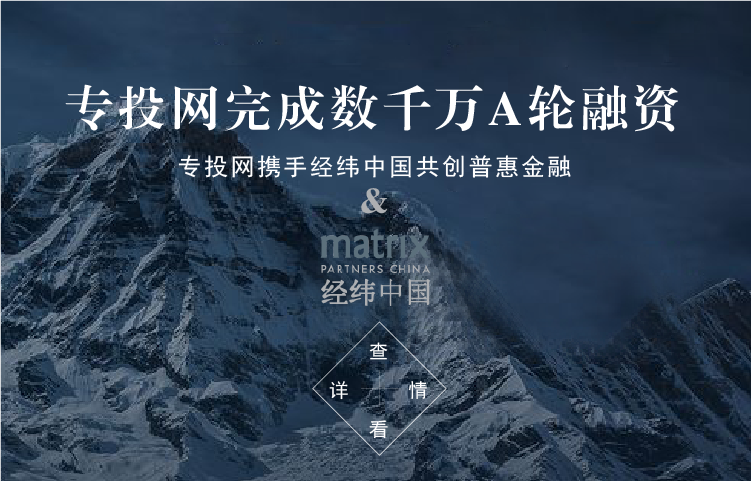 专投网完成数千万A轮融资
专投网携手经纬中国共创普惠金融
&
matrix
PARTNERS CHINA
经纬中国
查
详 情
看